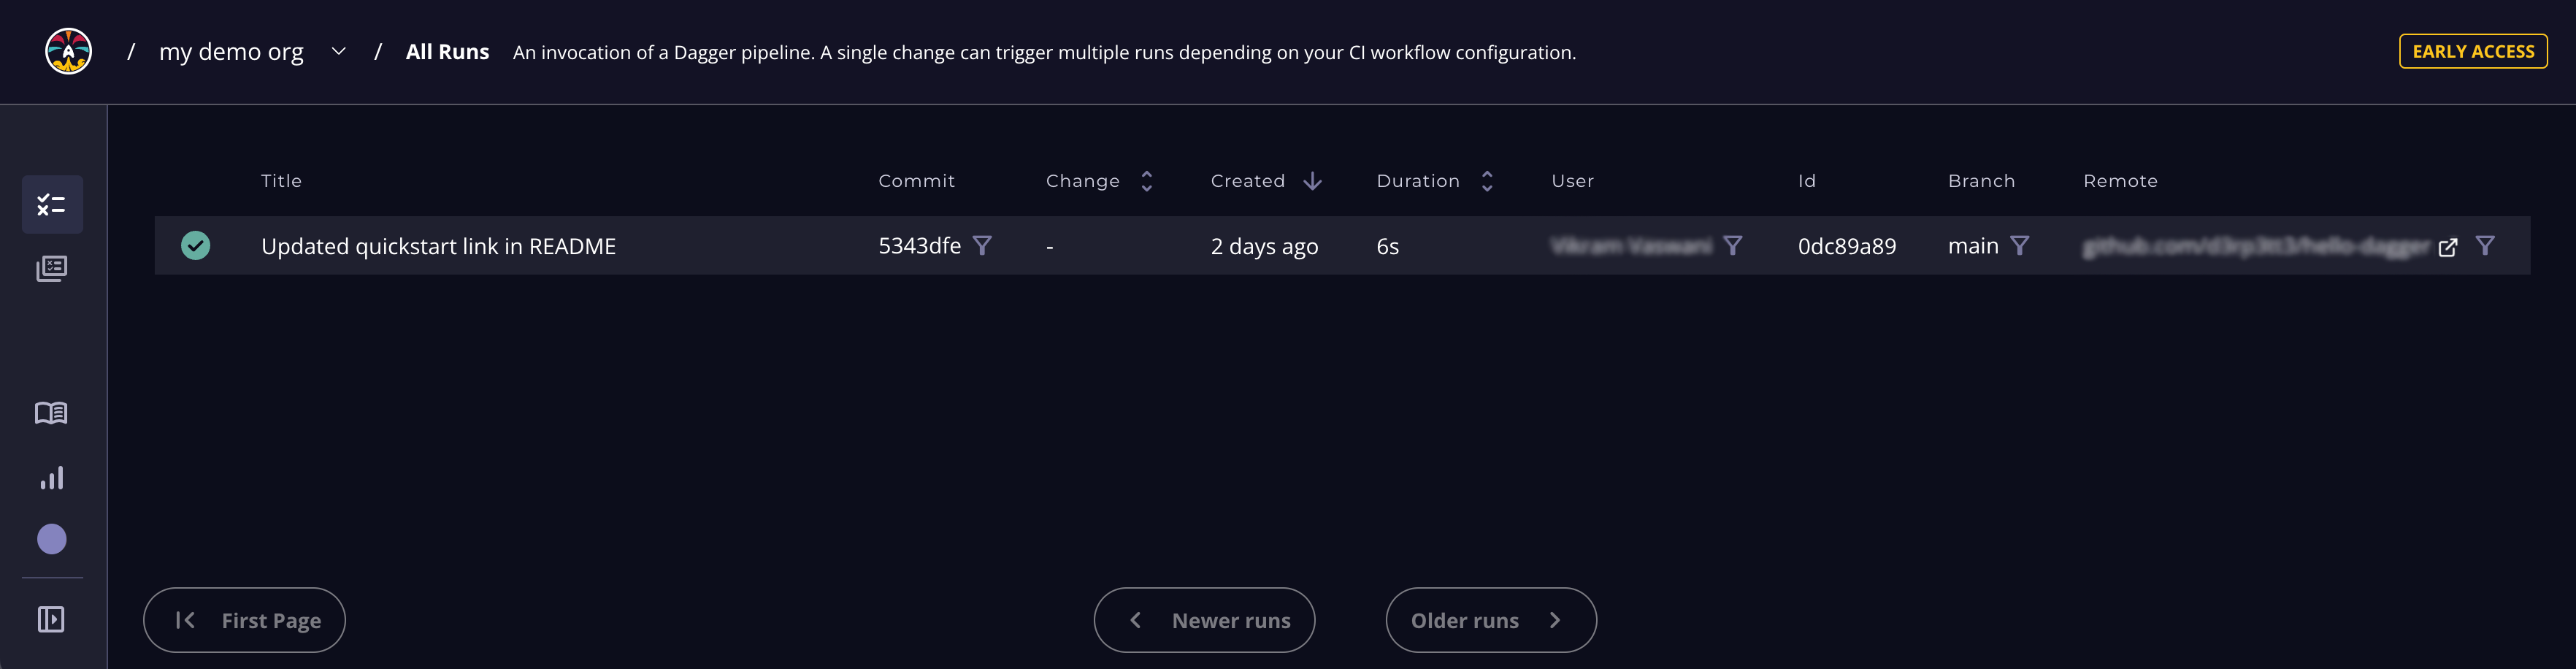 / my demo org / All Runs An invocation of a Dagger pipeline. A single change can trigger multiple runs depending on your CI workflow configuration. EARLY ACCESS
Title Commit Change Created Duration User Id Branch Remote
Updated quickstart link in README 5343dfe - 2 days ago 6s 0dc89a89 main
First Page Newer runs Older runs